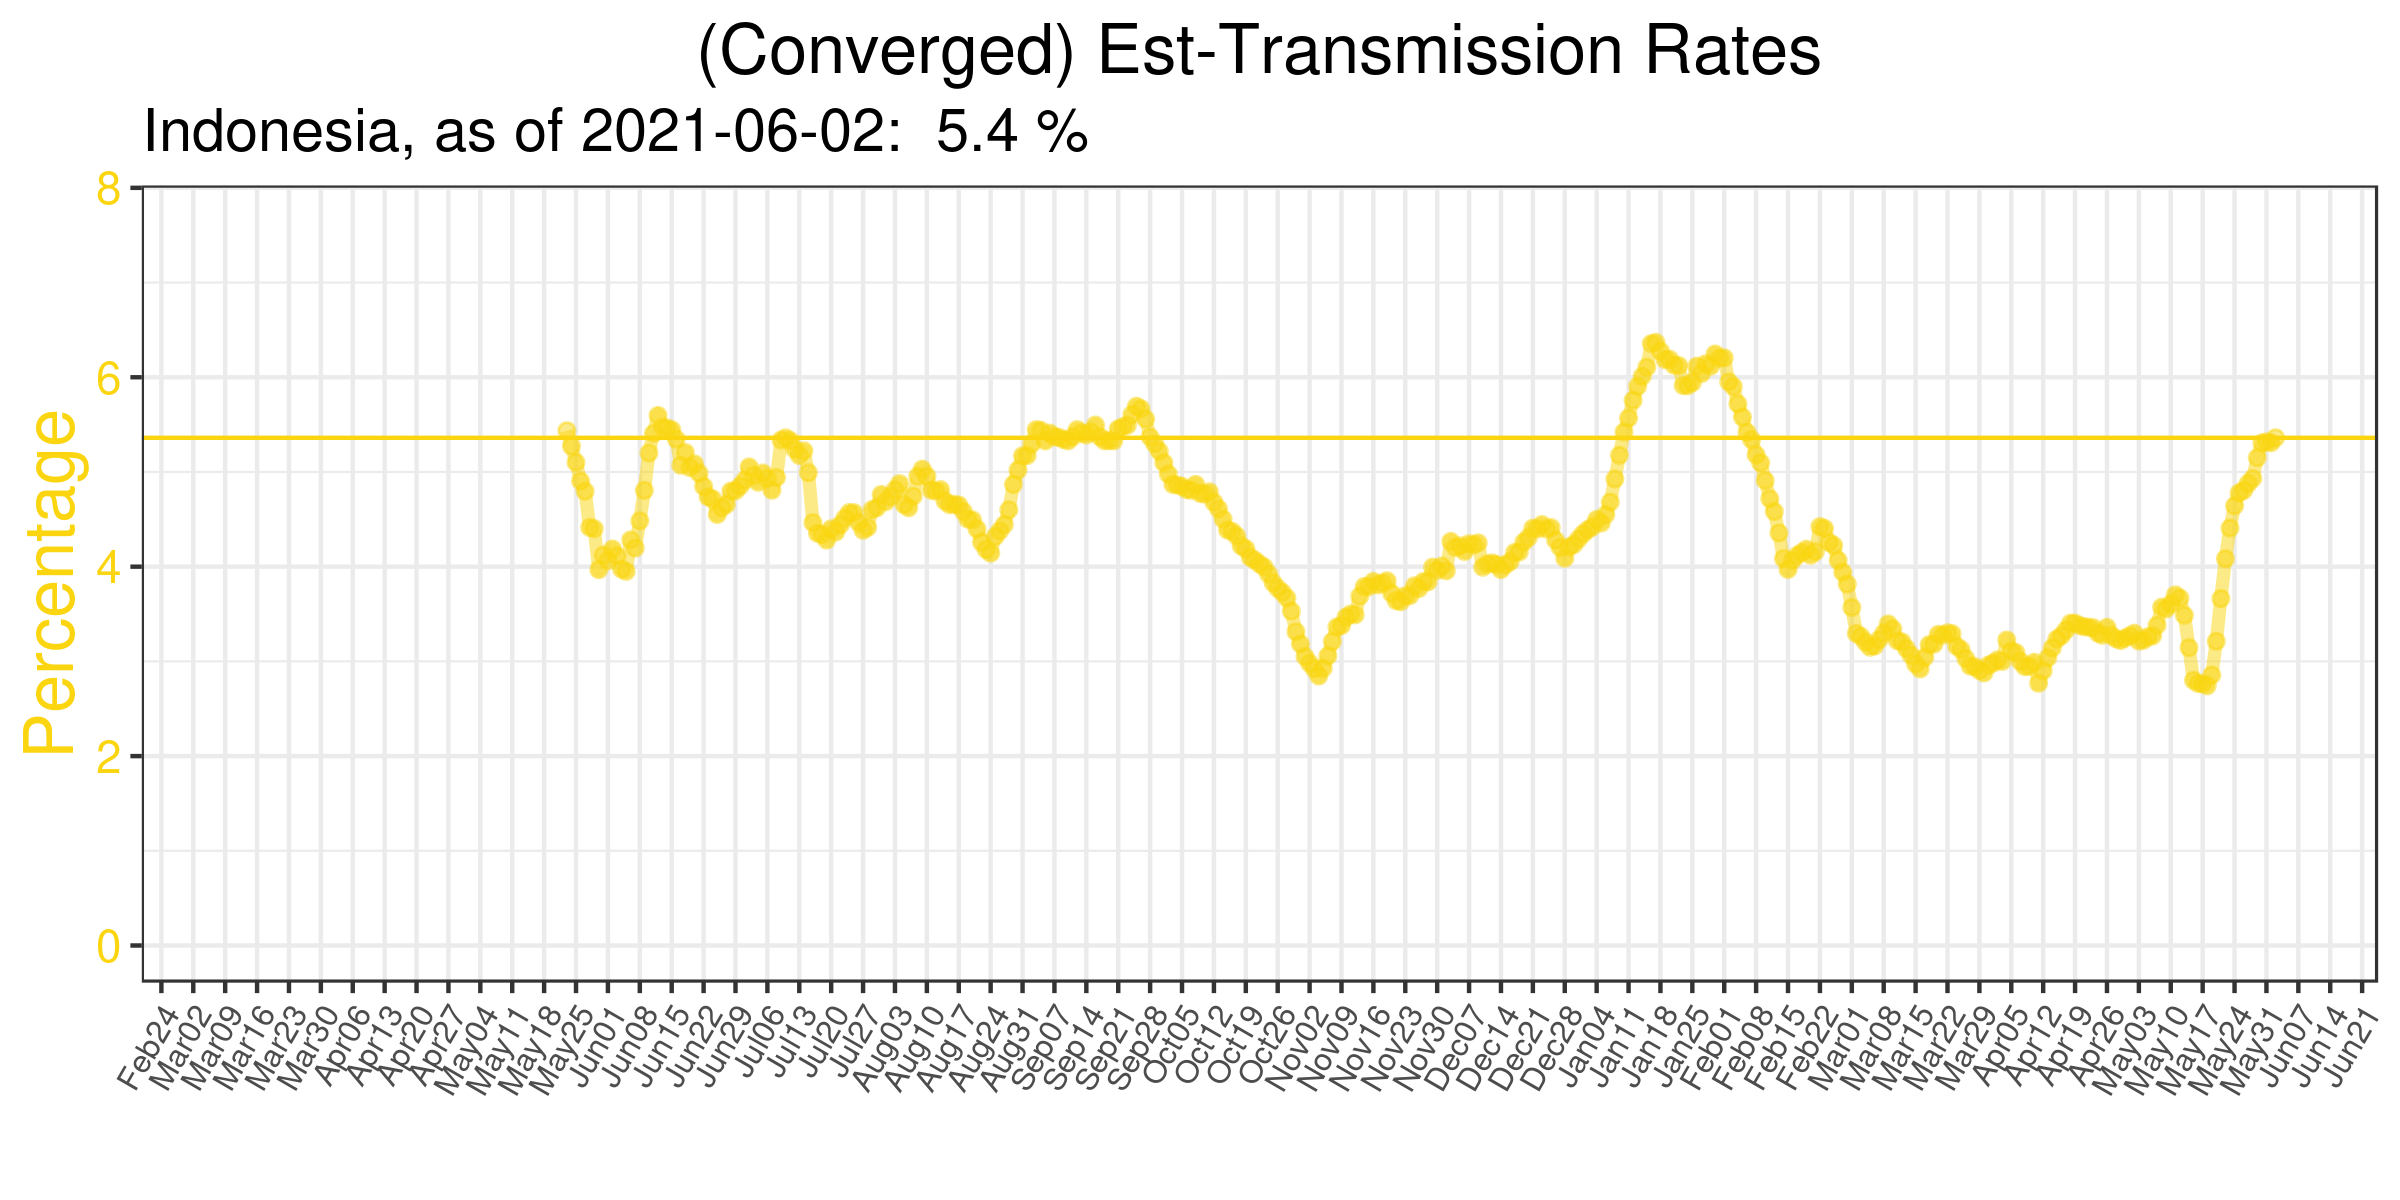 (Converged) Est-Transmission Rates
Indonesia, as of 2021-06-02:  5.4 %
Percentage
8
6
4
2
0
Feb24
Mar02
Mar09
Mar16
Mar23
Mar30
Apr06
Apr13
Apr20
Apr27
May04
May11
May18
May25
Jun01
Jun08
Jun15
Jun22
Jun29
Jul06
Jul13
Jul20
Jul27
Aug03
Aug10
Aug17
Aug24
Aug31
Sep07
Sep14
Sep21
Sep28
Oct05
Oct12
Oct19
Oct26
Nov02
Nov09
Nov16
Nov23
Nov30
Dec07
Dec14
Dec21
Dec28
Jan04
Jan11
Jan18
Jan25
Feb01
Feb08
Feb15
Feb22
Mar01
Mar08
Mar15
Mar22
Mar29
Apr05
Apr12
Apr19
Apr26
May03
May10
May17
May24
May31
Jun07
Jun14
Jun21